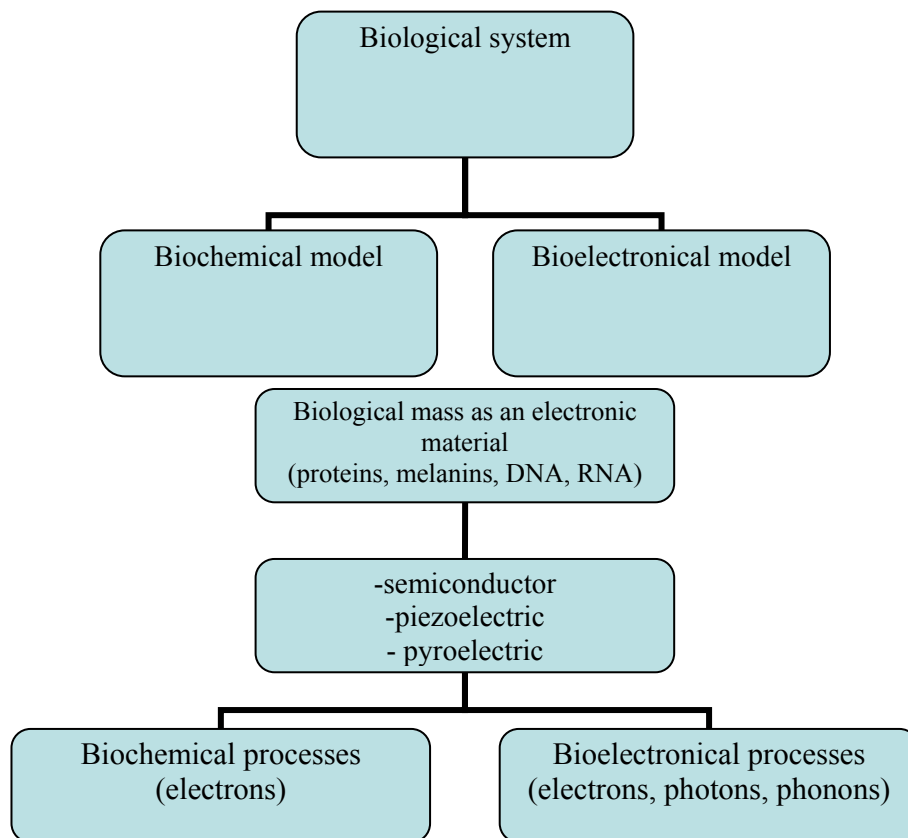 Biological system
Biochemical model
Bioelectronical model
Biological mass as an electronic
material
(proteins, melanins, DNA, RNA)
-semiconductor
-piezoelectric
- pyroelectric
Biochemical processes
(electrons)
Bioelectronical processes
(electrons, photons, phonons)